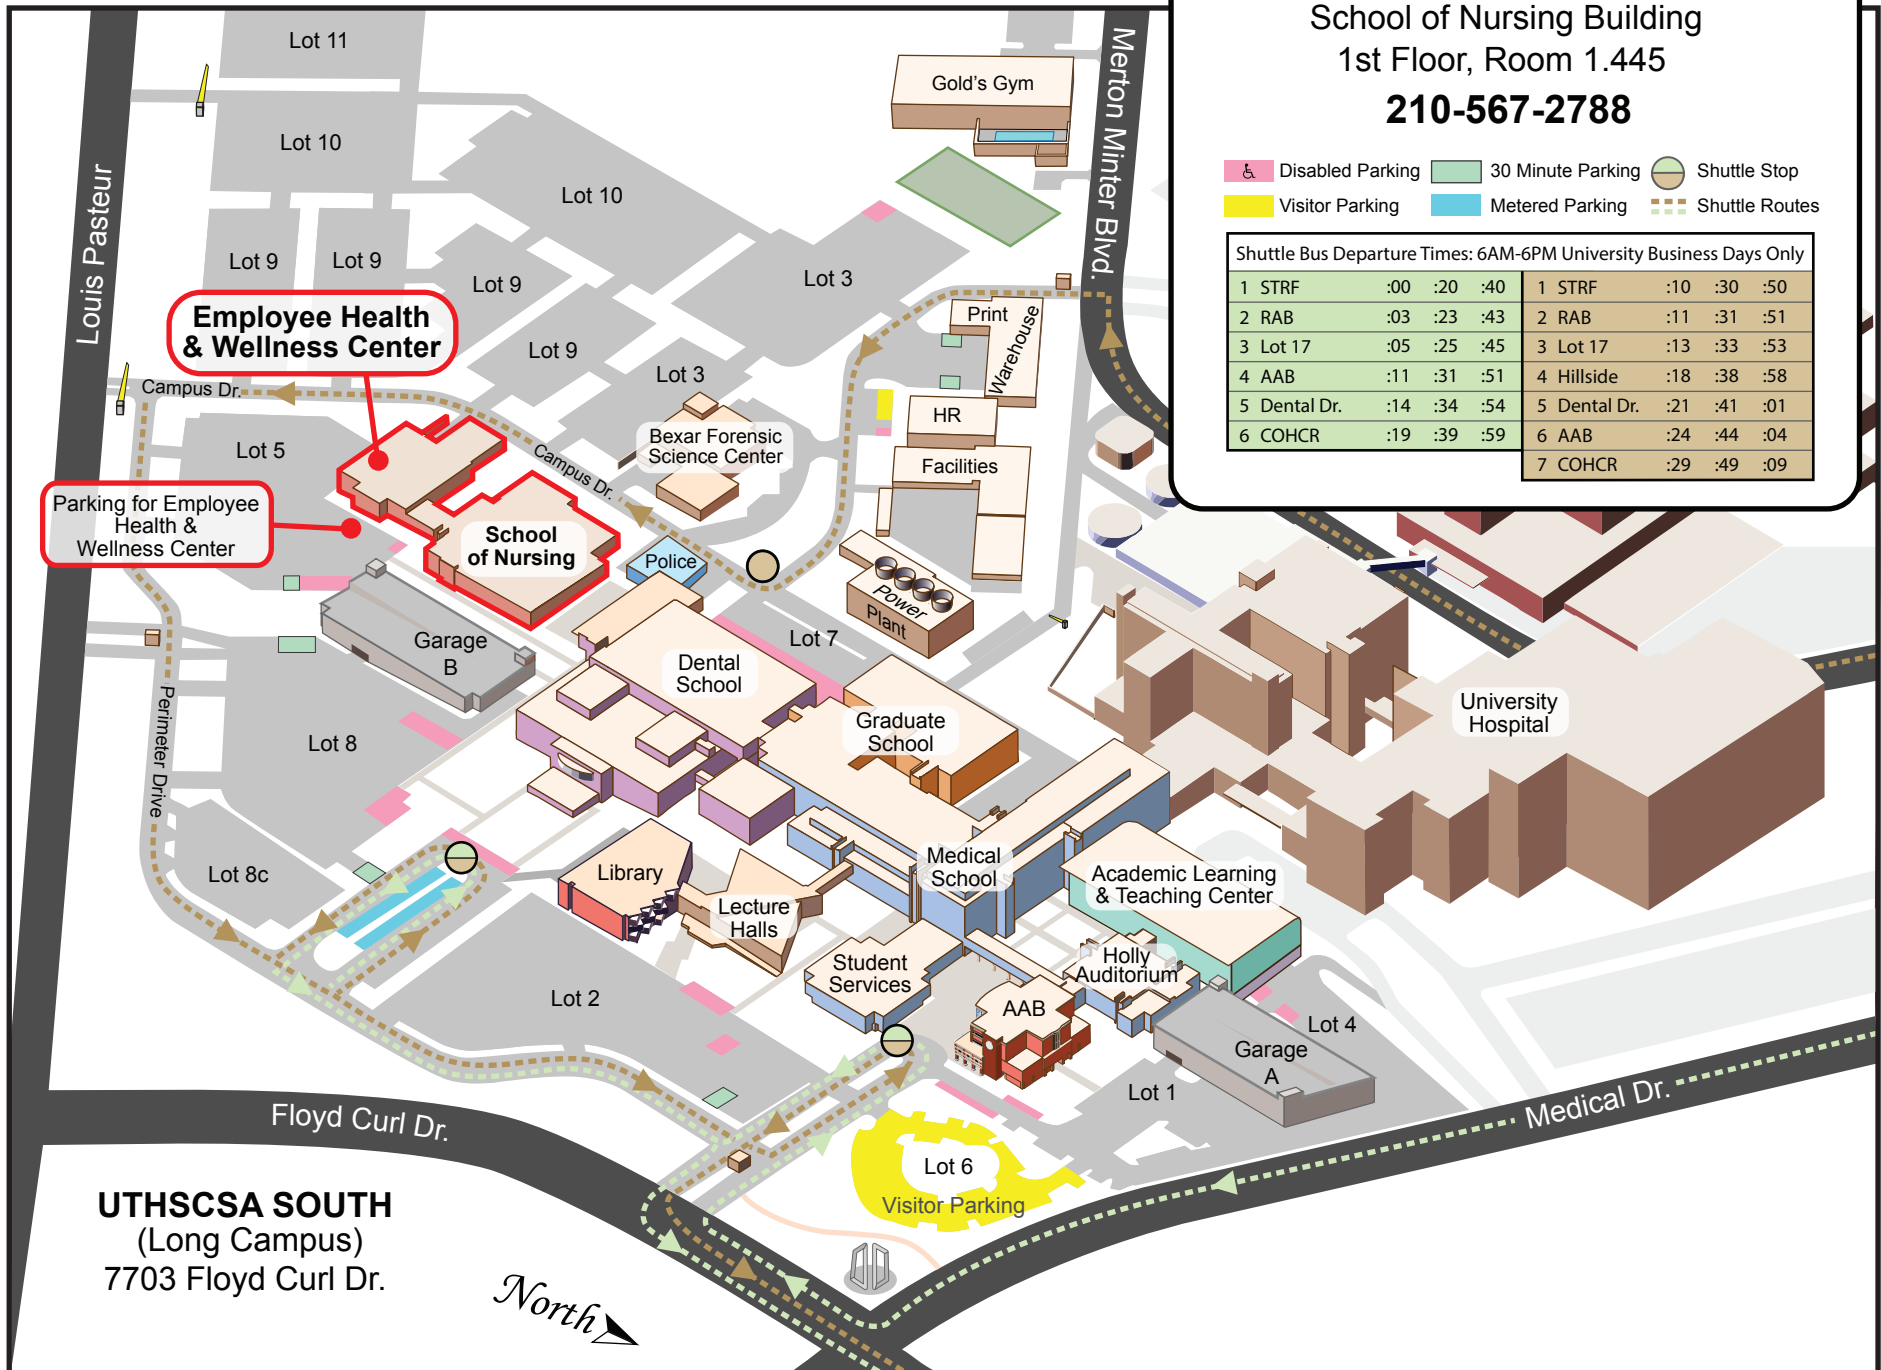 School of Nursing Building
1st Floor, Room 1.445
210-567-2788
Disabled Parking
30 Minute Parking
Shuttle Stop
Visitor Parking
Metered Parking
Shuttle Routes
Shuttle Bus Departure Times: 6AM-6PM University Business Days Only
1 STRF :00 :20 :40
2 RAB :03 :23 :43
3 Lot 17 :05 :25 :45
4 AAB :11 :31 :51
5 Dental Dr. :14 :34 :54
6 COHCR :19 :39 :59
1 STRF :10 :30 :50
2 RAB :11 :31 :51
3 Lot 17 :13 :33 :53
4 Hillside :18 :38 :58
5 Dental Dr. :21 :41 :01
6 AAB :24 :44 :04
7 COHCR :29 :49 :09
Lot 11
Lot 10
Lot 10
Gold's Gym
Merton Minter Blvd.
Louis Pasteur
Lot 9
Lot 9
Lot 9
Lot 3
Employee Health
& Wellness Center
Lot 9
Lot 3
Print
Warehouse
Campus Dr.
HR
Bexar Forensic
Science Center
Facilities
Lot 5
Campus Dr.
Parking for Employee
Health &
Wellness Center
School
of Nursing
Police
Power
Plant
Lot 7
Garage
B
Dental
School
Graduate
School
University
Hospital
Perimeter Drive
Lot 8
Lot 8c
Library
Lecture
Halls
Medical
School
Academic Learning
& Teaching Center
Student
Services
Holly
Auditorium
Lot 2
AAB
Lot 4
Garage
A
Lot 1
Floyd Curl Dr.
Medical Dr.
Lot 6
Visitor Parking
UTHSCSA SOUTH
(Long Campus)
7703 Floyd Curl Dr.
North